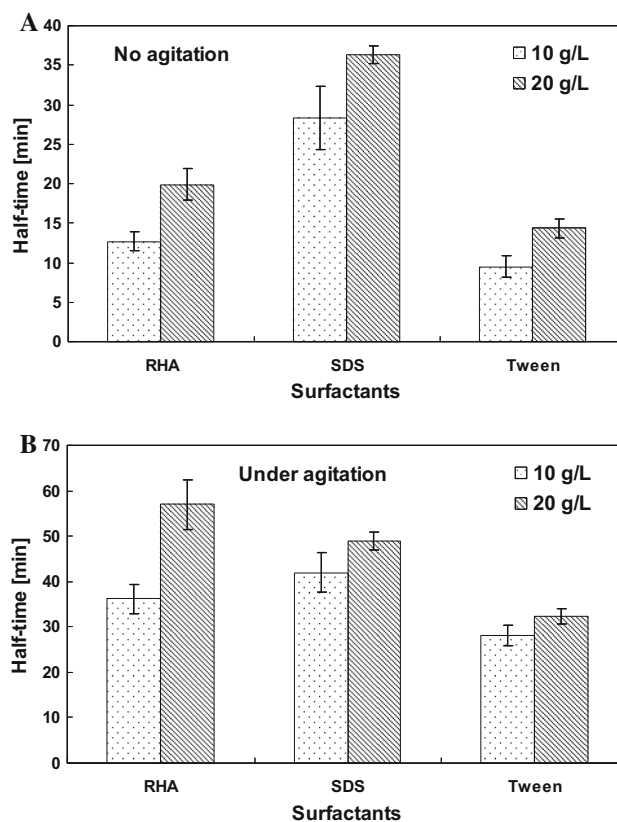 A
No agitation
10 g/L
20 g/L
Half-time [min]
40
35
30
25
20
15
10
5
0
RHA SDS Tween
Surfactants
B
Under agitation
10 g/L
20 g/L
Half-time [min]
70
60
50
40
30
20
10
0
RHA SDS Tween
Surfactants